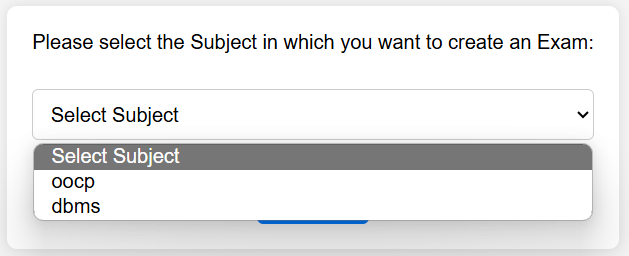 Please select the Subject in which you want to create an Exam:
Select Subject
Select Subject
oocp
dbms